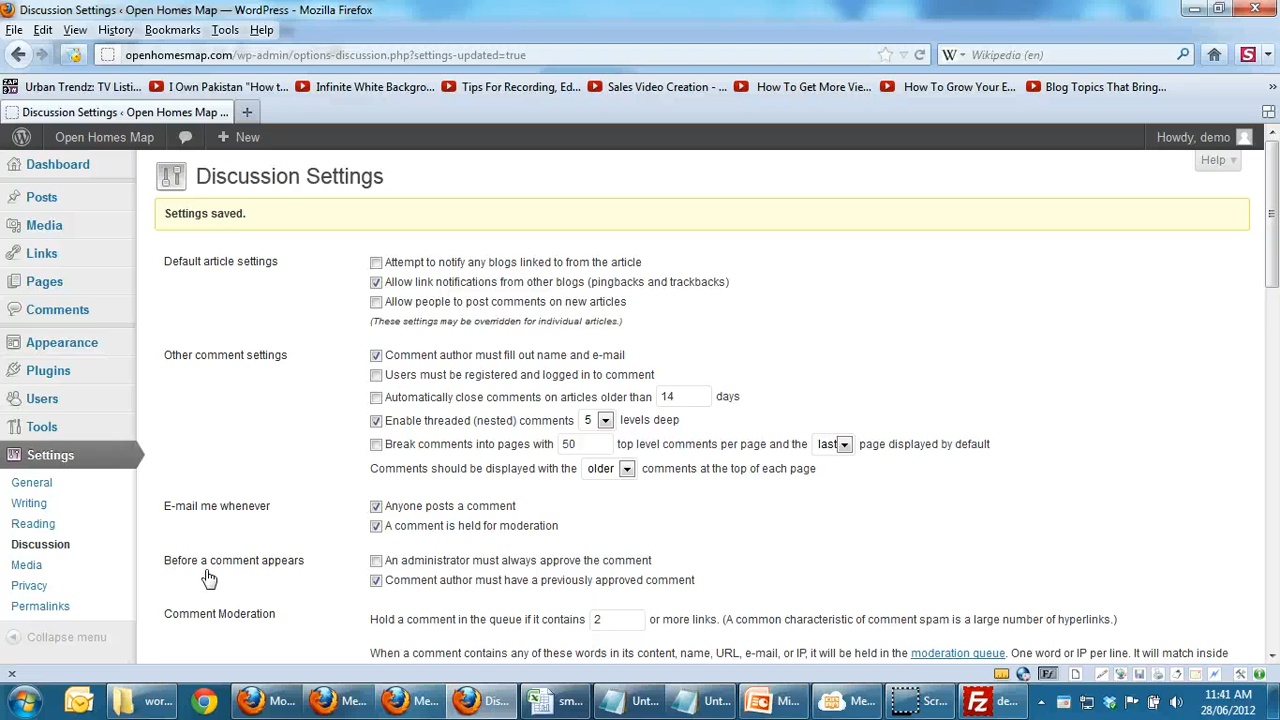 Discussion Settings ‹ Open Homes Map — WordPress - Mozilla Firefox
File Edit View History Bookmarks Tools Help
openhomesmap.com/wp-admin/options-discussion.php?settings-updated=true
W Wikipedia (en)
S
Urban Trendz: TV Listi... I Own Pakistan "How t... Infinite White Backgro... Tips For Recording, Ed... Sales Video Creation - ... How To Get More Vie... How To Grow Your E... Blog Topics That Bring... »
Discussion Settings ‹ Open Homes Map ... +
Open Homes Map + New Howdy, demo
Help
Dashboard
Posts
Media
Links
Pages
Comments
Appearance
Plugins
Users
Tools
Settings
General
Writing
Reading
Discussion
Media
Privacy
Permalinks
Collapse menu
Discussion Settings
Settings saved.
Default article settings
Attempt to notify any blogs linked to from the article
Allow link notifications from other blogs (pingbacks and trackbacks)
Allow people to post comments on new articles
(These settings may be overridden for individual articles.)
Other comment settings
Comment author must fill out name and e-mail
Users must be registered and logged in to comment
Automatically close comments on articles older than 14 days
Enable threaded (nested) comments 5 levels deep
Break comments into pages with 50 top level comments per page and the last page displayed by default
Comments should be displayed with the older comments at the top of each page
E-mail me whenever
Anyone posts a comment
A comment is held for moderation
Before a comment appears
An administrator must always approve the comment
Comment author must have a previously approved comment
Comment Moderation
Hold a comment in the queue if it contains 2 or more links. (A common characteristic of comment spam is a large number of hyperlinks.)
When a comment contains any of these words in its content, name, URL, e-mail, or IP, it will be held in the moderation queue. One word or IP per line. It will match inside
wor... Mo... Me... Me... Dis... sm... Unt... Unt... Mi... Me... Scr... Fz de...
11:41 AM
28/06/2012